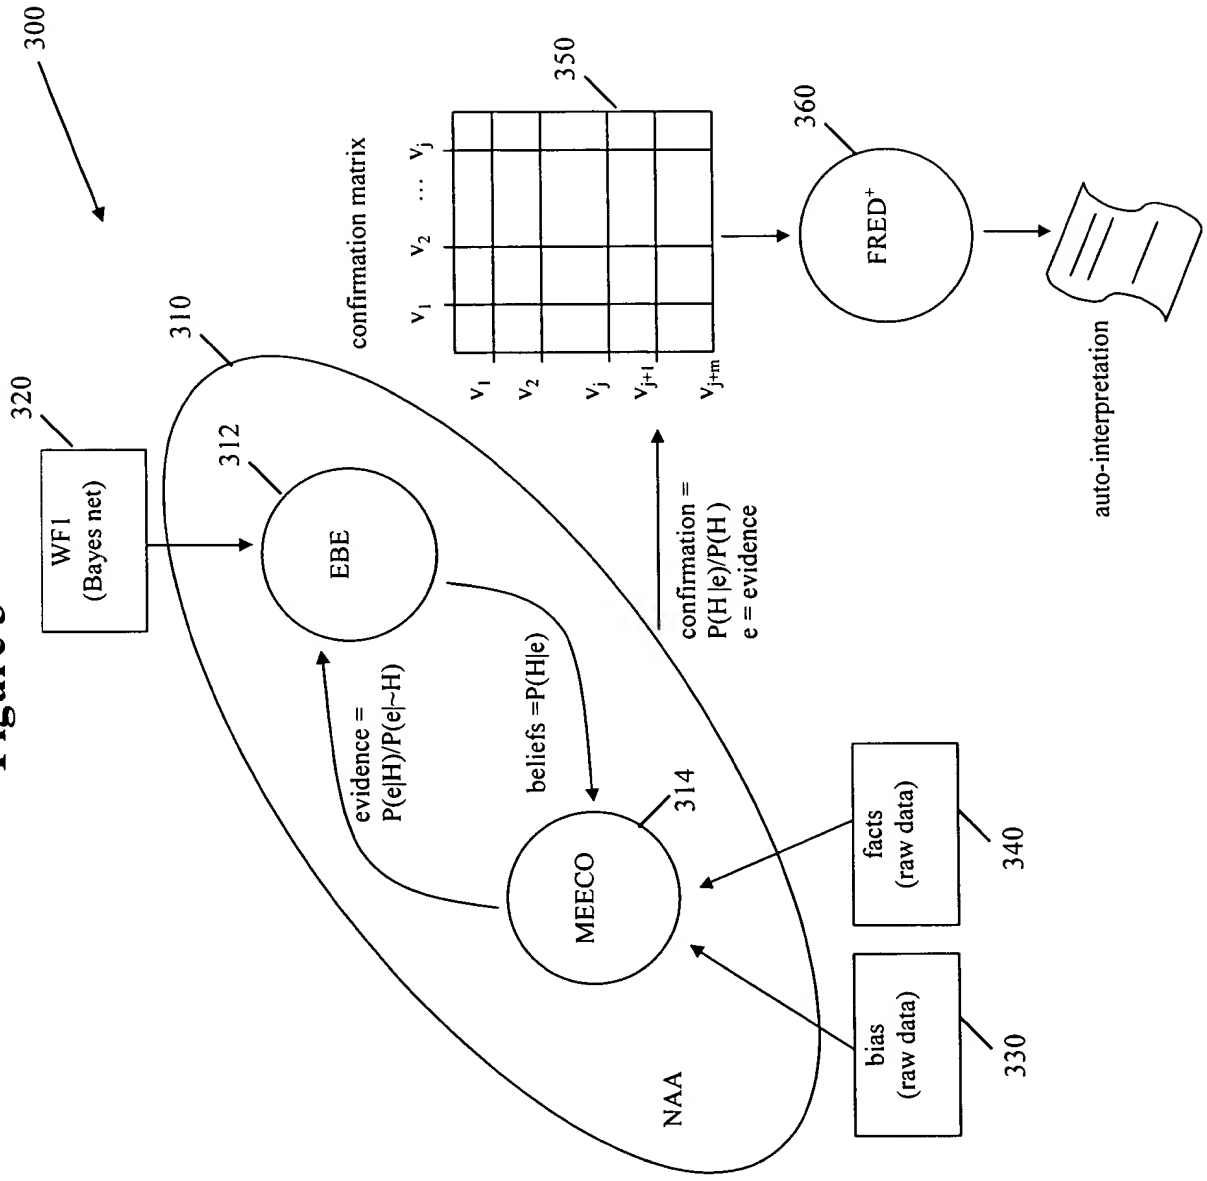 Figure
300
320
WF1
(Bayes net)
310
312
EBE
evidence =
P(e|H)/P(e|~H)
beliefs =P(H|e)
MEECO
314
NAA
bias
(raw data)
330
facts
(raw data)
340
confirmation =
P(H|e)/P(H)
e = evidence
confirmation matrix
v1 v2 ... vj
v1
v2
vj
vj+1
vj+m
350
FRED+
360
auto-interpretation